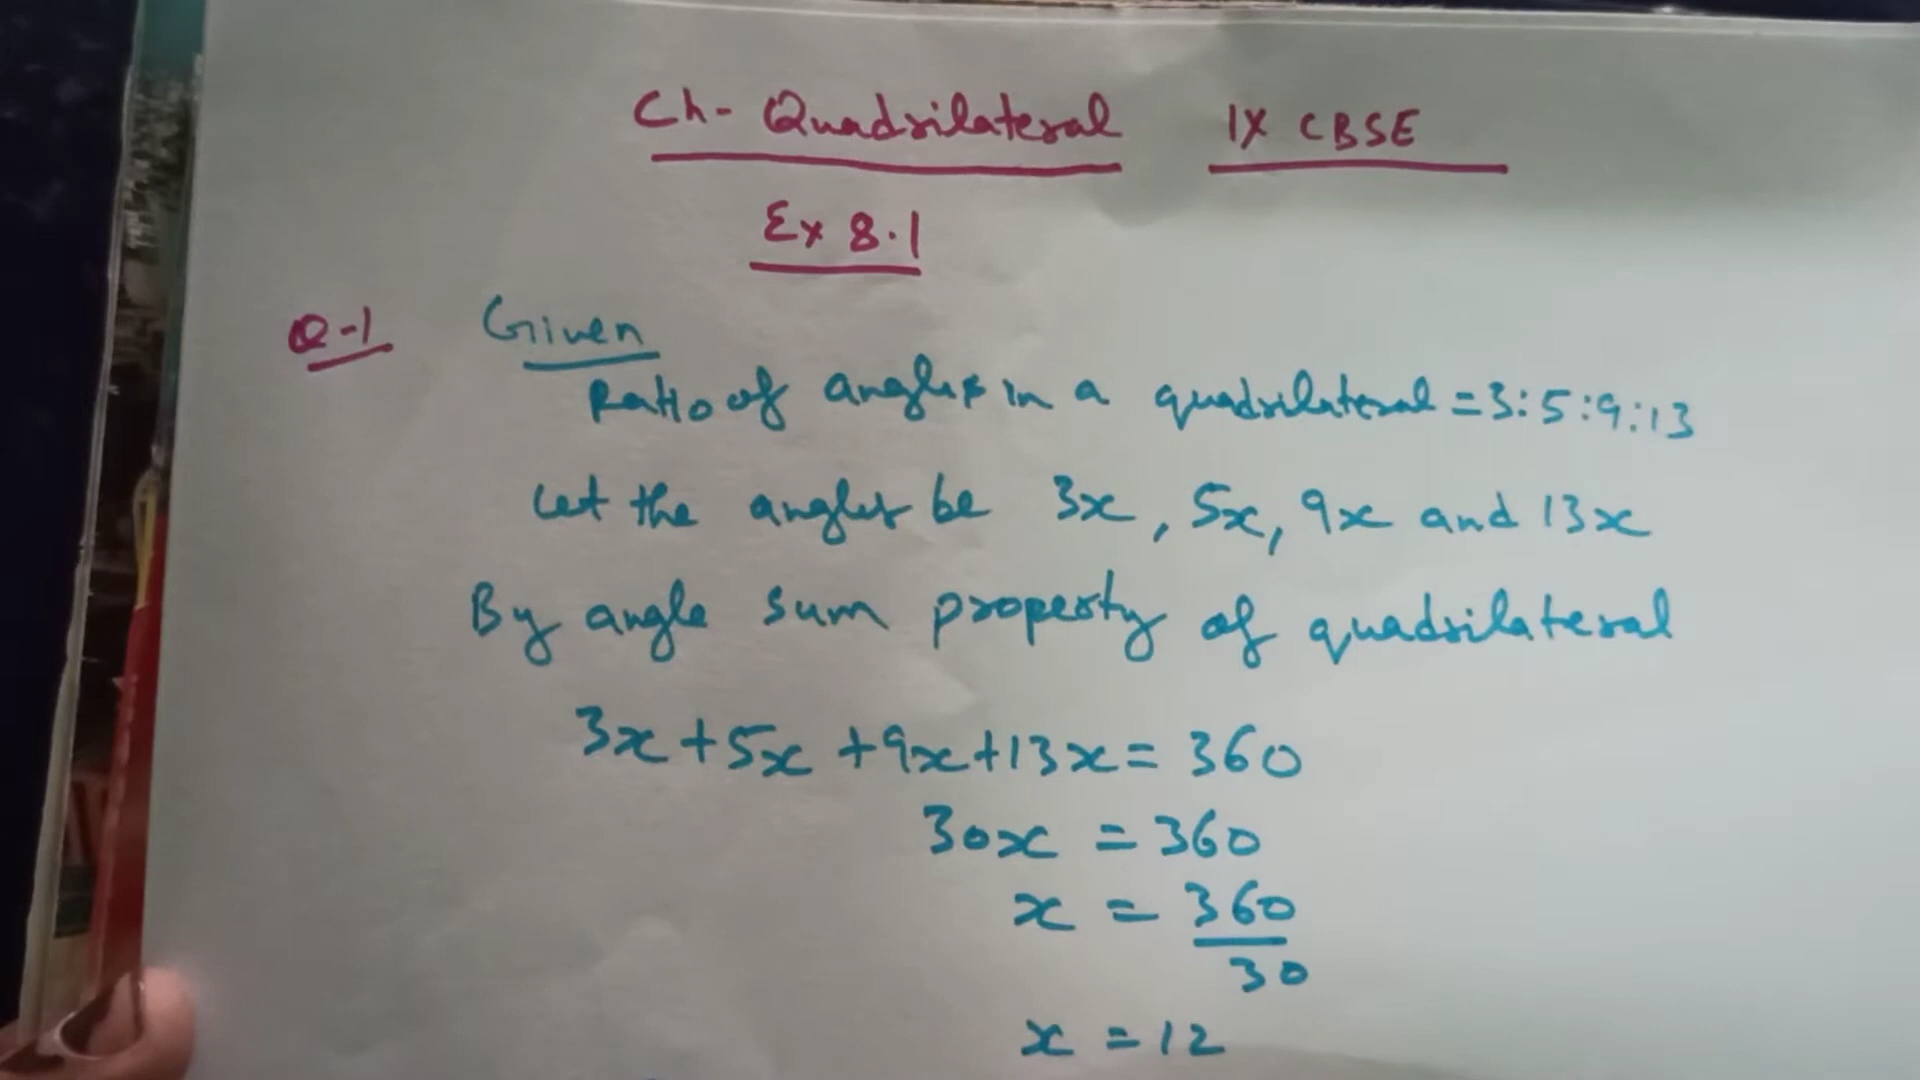 Ch- Quadrilateral IX CBSE
Ex 8.1
Q-1 Given
Ratio of angles in a quadrilateral = 3:5:9:13
Let the angles be 3x, 5x, 9x and 13x
By angle sum property of quadrilateral
3x + 5x + 9x + 13x = 360
30x = 360
x = 360
30
x = 12